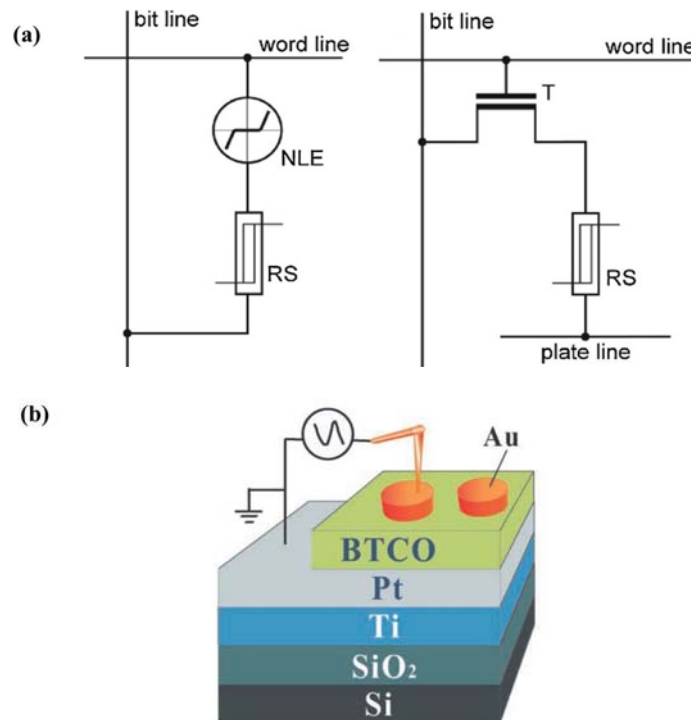 (a)
bit line
word line
NLE
RS
bit line
word line
T
RS
plate line
(b)
Au
BTCO
Pt
Ti
SiO₂
Si